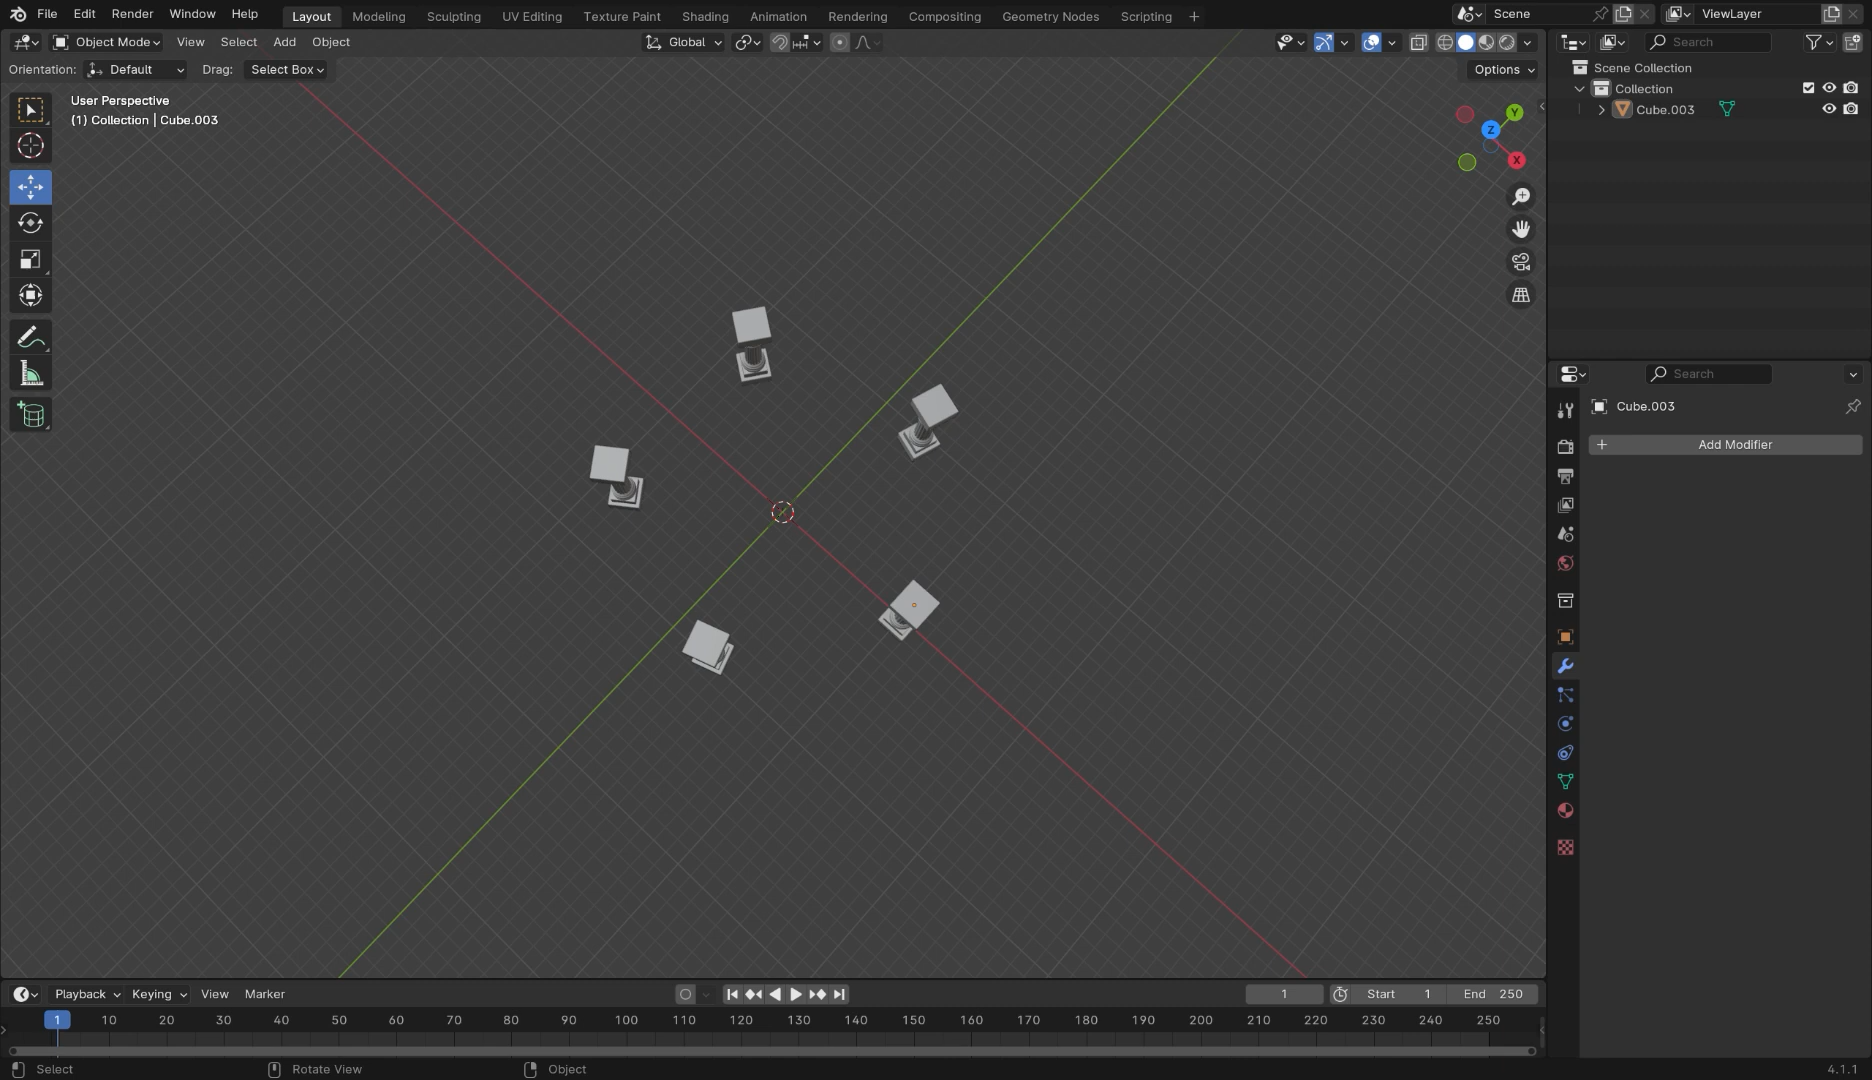 File Edit Render Window Help Layout Modeling Sculpting UV Editing Texture Paint Shading Animation Rendering Compositing Geometry Nodes Scripting + Scene ViewLayer
Object Mode View Select Add Object Global Search
Orientation: Default Drag: Select Box Options
Scene Collection
Collection
Cube.003
User Perspective
(1) Collection | Cube.003
Y
Z
X
Search
Cube.003
+ Add Modifier
Playback Keying View Marker 1 Start 1 End 250
1 10 20 30 40 50 60 70 80 90 100 110 120 130 140 150 160 170 180 190 200 210 220 230 240 250
Select Rotate View Object 4.1.1